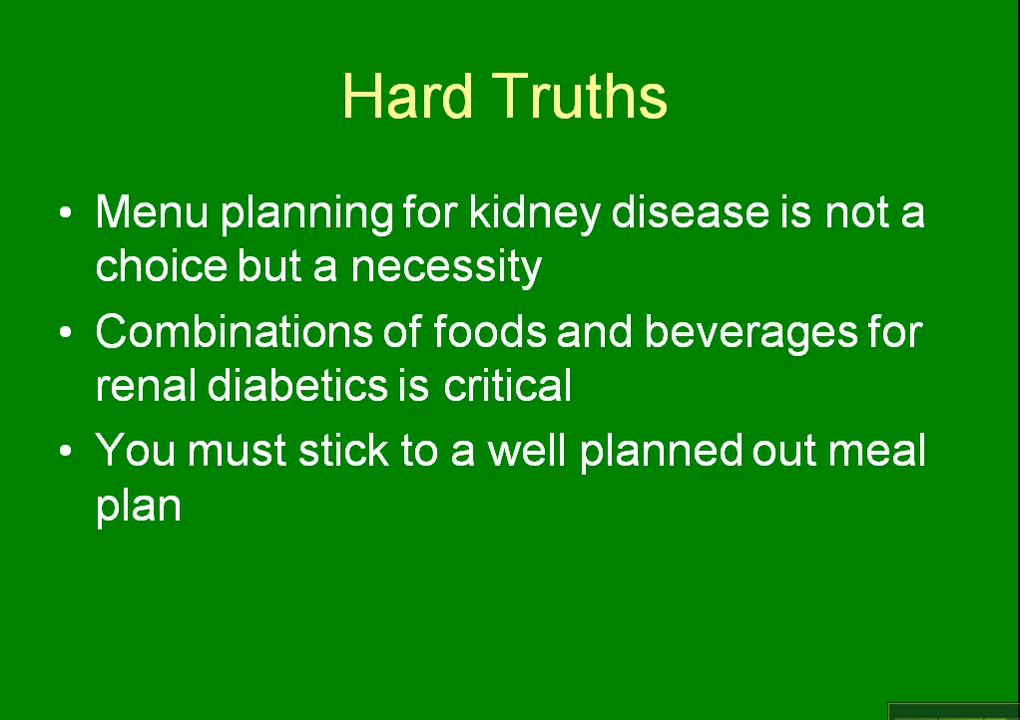 Hard Truths
• Menu planning for kidney disease is not a
choice but a necessity
• Combinations of foods and beverages for
renal diabetics is critical
• You must stick to a well planned out meal
plan